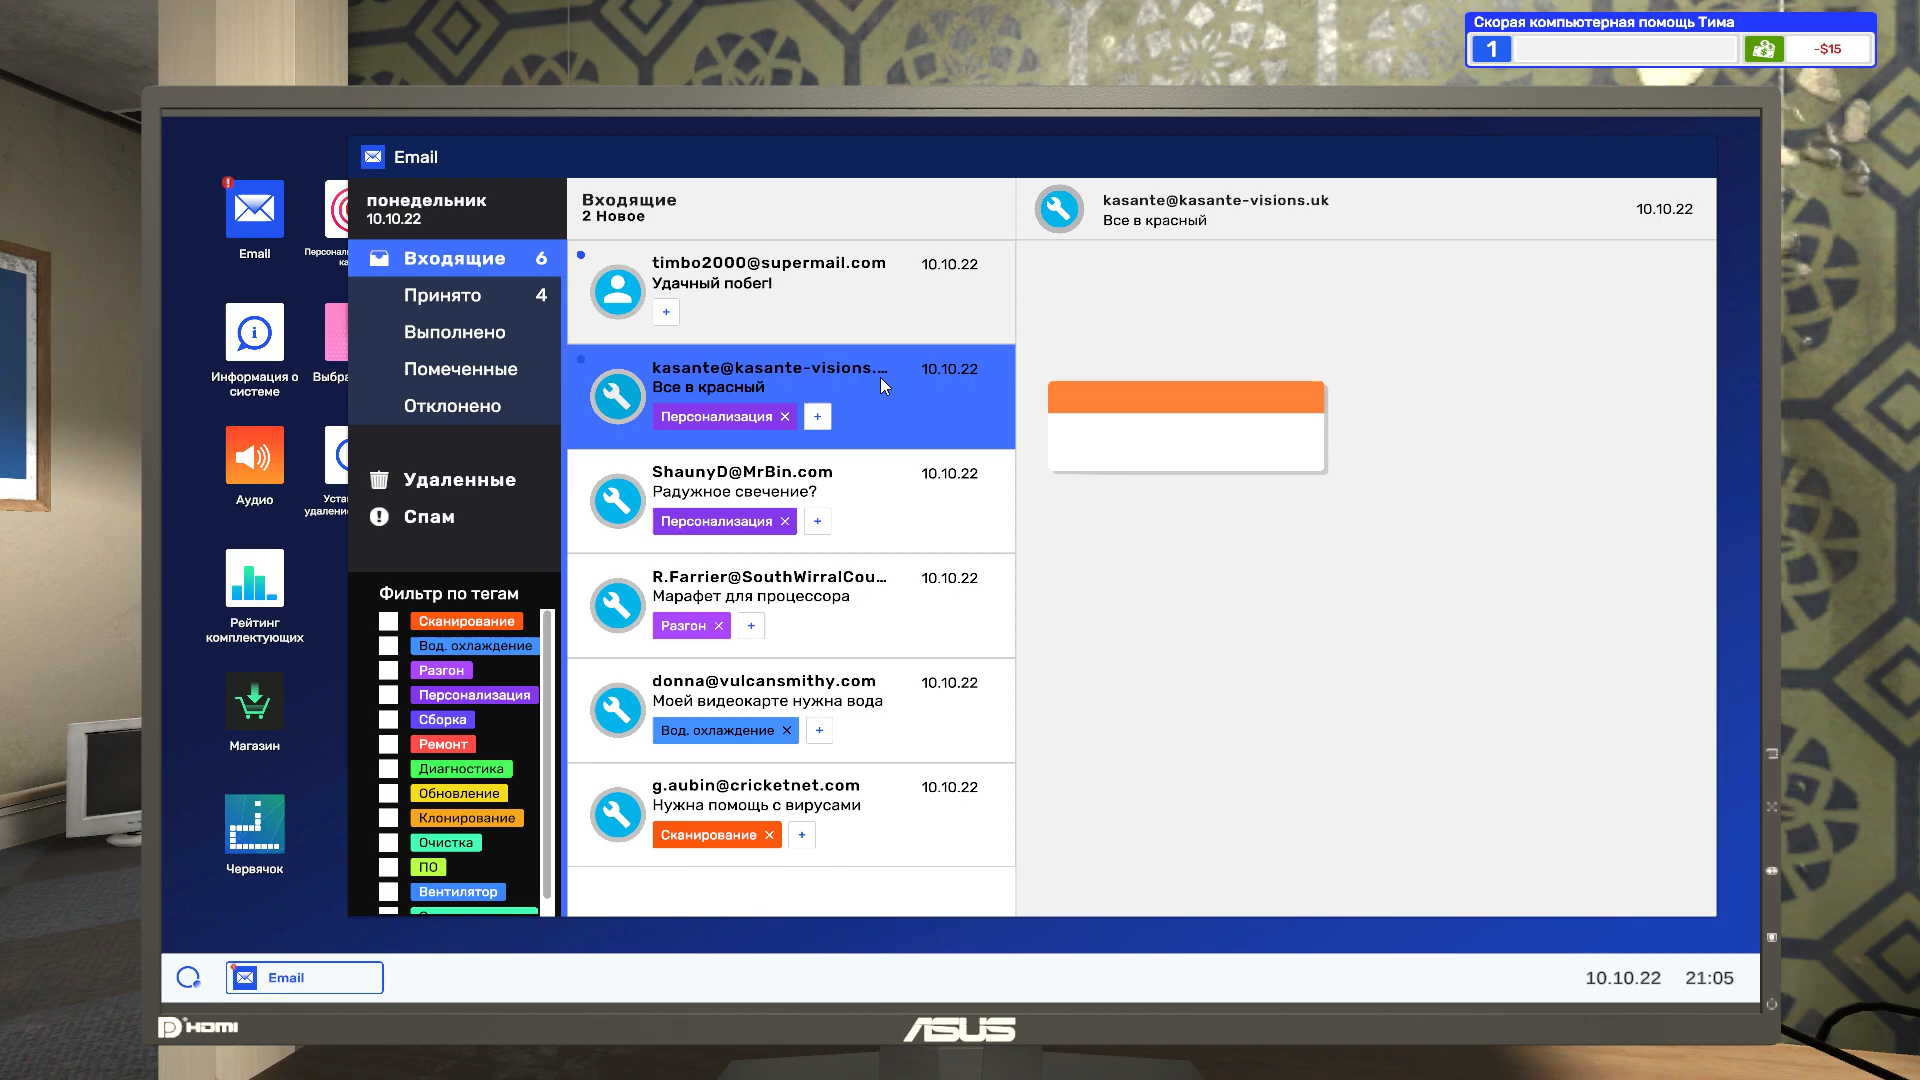 Скорая компьютерная помощь Тима
1
-$15
Email
Email
Персонал
ка
Информация о
системе
Выбра
Аудио
Уста
удалени
Рейтинг
комплектующих
Магазин
Червячок
понедельник
10.10.22
Входящие 6
Принято 4
Выполнено
Помеченные
Отклонено
Удаленные
Спам
Фильтр по тегам
Сканирование
Вод. охлаждение
Разгон
Персонализация
Сборка
Ремонт
Диагностика
Обновление
Клонирование
Очистка
ПО
Вентилятор
Входящие
2 Новое
timbo2000@supermail.com 10.10.22
Удачный побег!
+
kasante@kasante-visions.... 10.10.22
Все в красный
Персонализация × +
ShaunyD@MrBin.com 10.10.22
Радужное свечение?
Персонализация × +
R.Farrier@SouthWirralCou... 10.10.22
Марафет для процессора
Разгон × +
donna@vulcansmithy.com 10.10.22
Моей видеокарте нужна вода
Вод. охлаждение × +
g.aubin@cricketnet.com 10.10.22
Нужна помощь с вирусами
Сканирование × +
kasante@kasante-visions.uk 10.10.22
Все в красный
Email
10.10.22 21:05
HDMI
ASUS